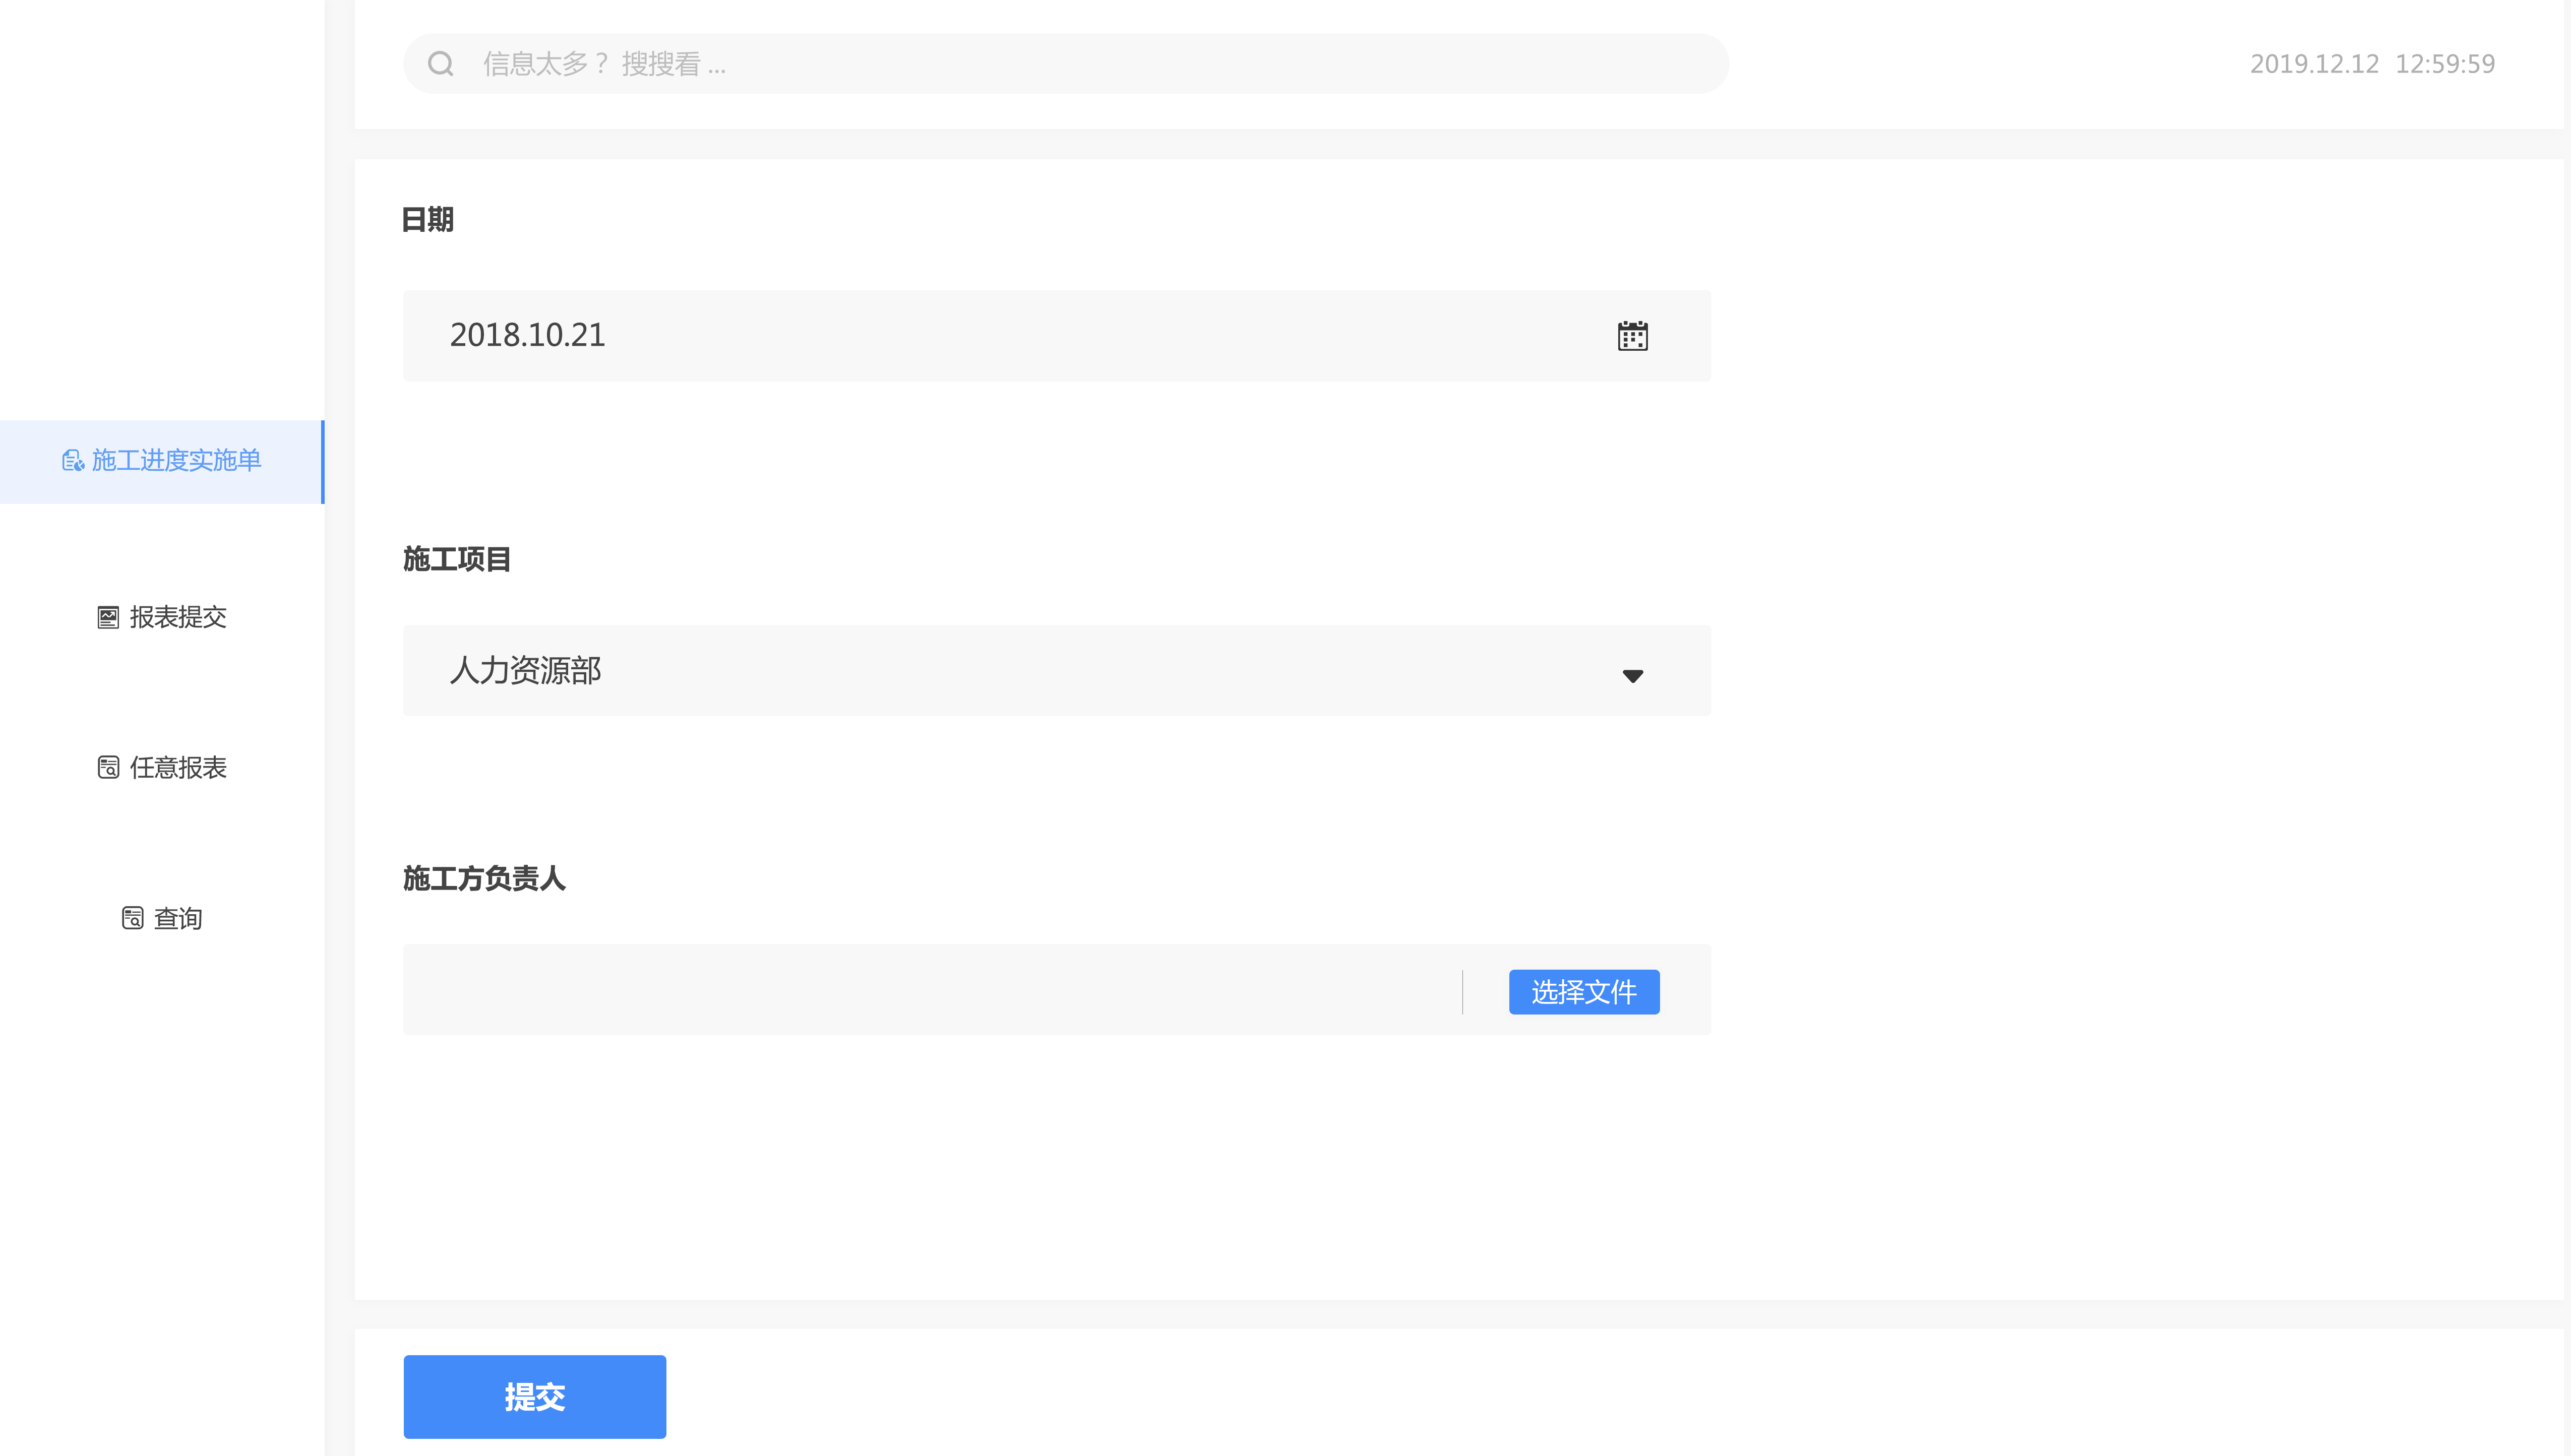 信息太多？ 搜搜看 ...
2019.12.12 12:59:59
施工进度实施单
报表提交
任意报表
查询
日期
2018.10.21
施工项目
人力资源部
施工方负责人
选择文件
提交